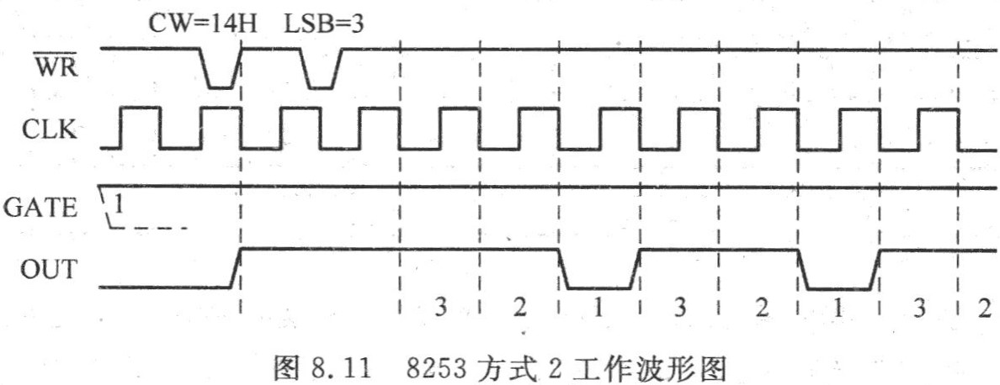 CW=14H LSB=3
WR
CLK
GATE 1
OUT
3 2 1 3 2 1 3 2
图 8.11 8253 方式 2 工作波形图